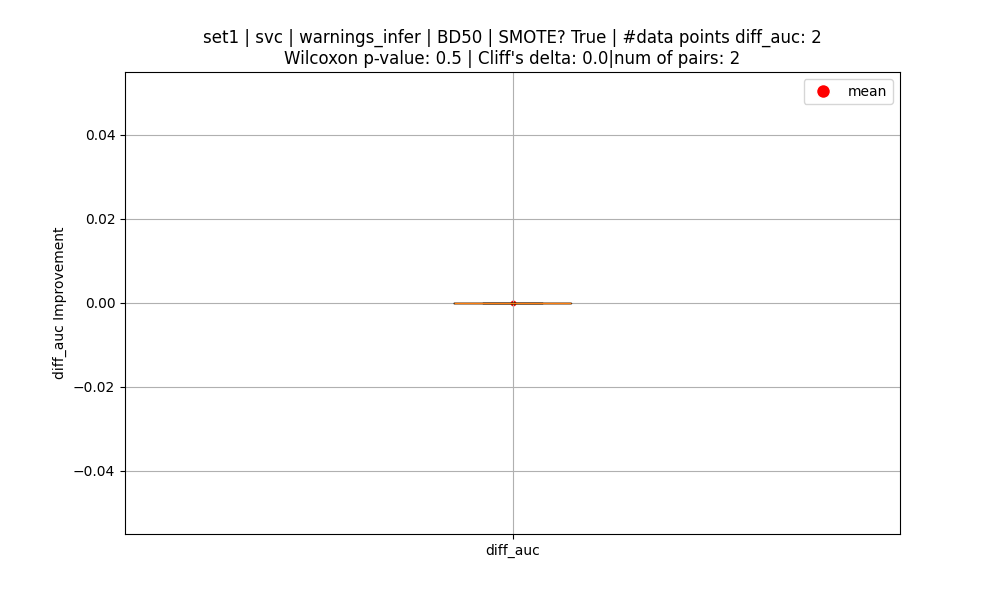 set1 | svc | warnings_infer | BD50 | SMOTE? True | #data points diff_auc: 2
Wilcoxon p-value: 0.5 | Cliff's delta: 0.0|num of pairs: 2
mean
0.04
0.02
0.00
−0.02
−0.04
diff_auc Improvement
diff_auc